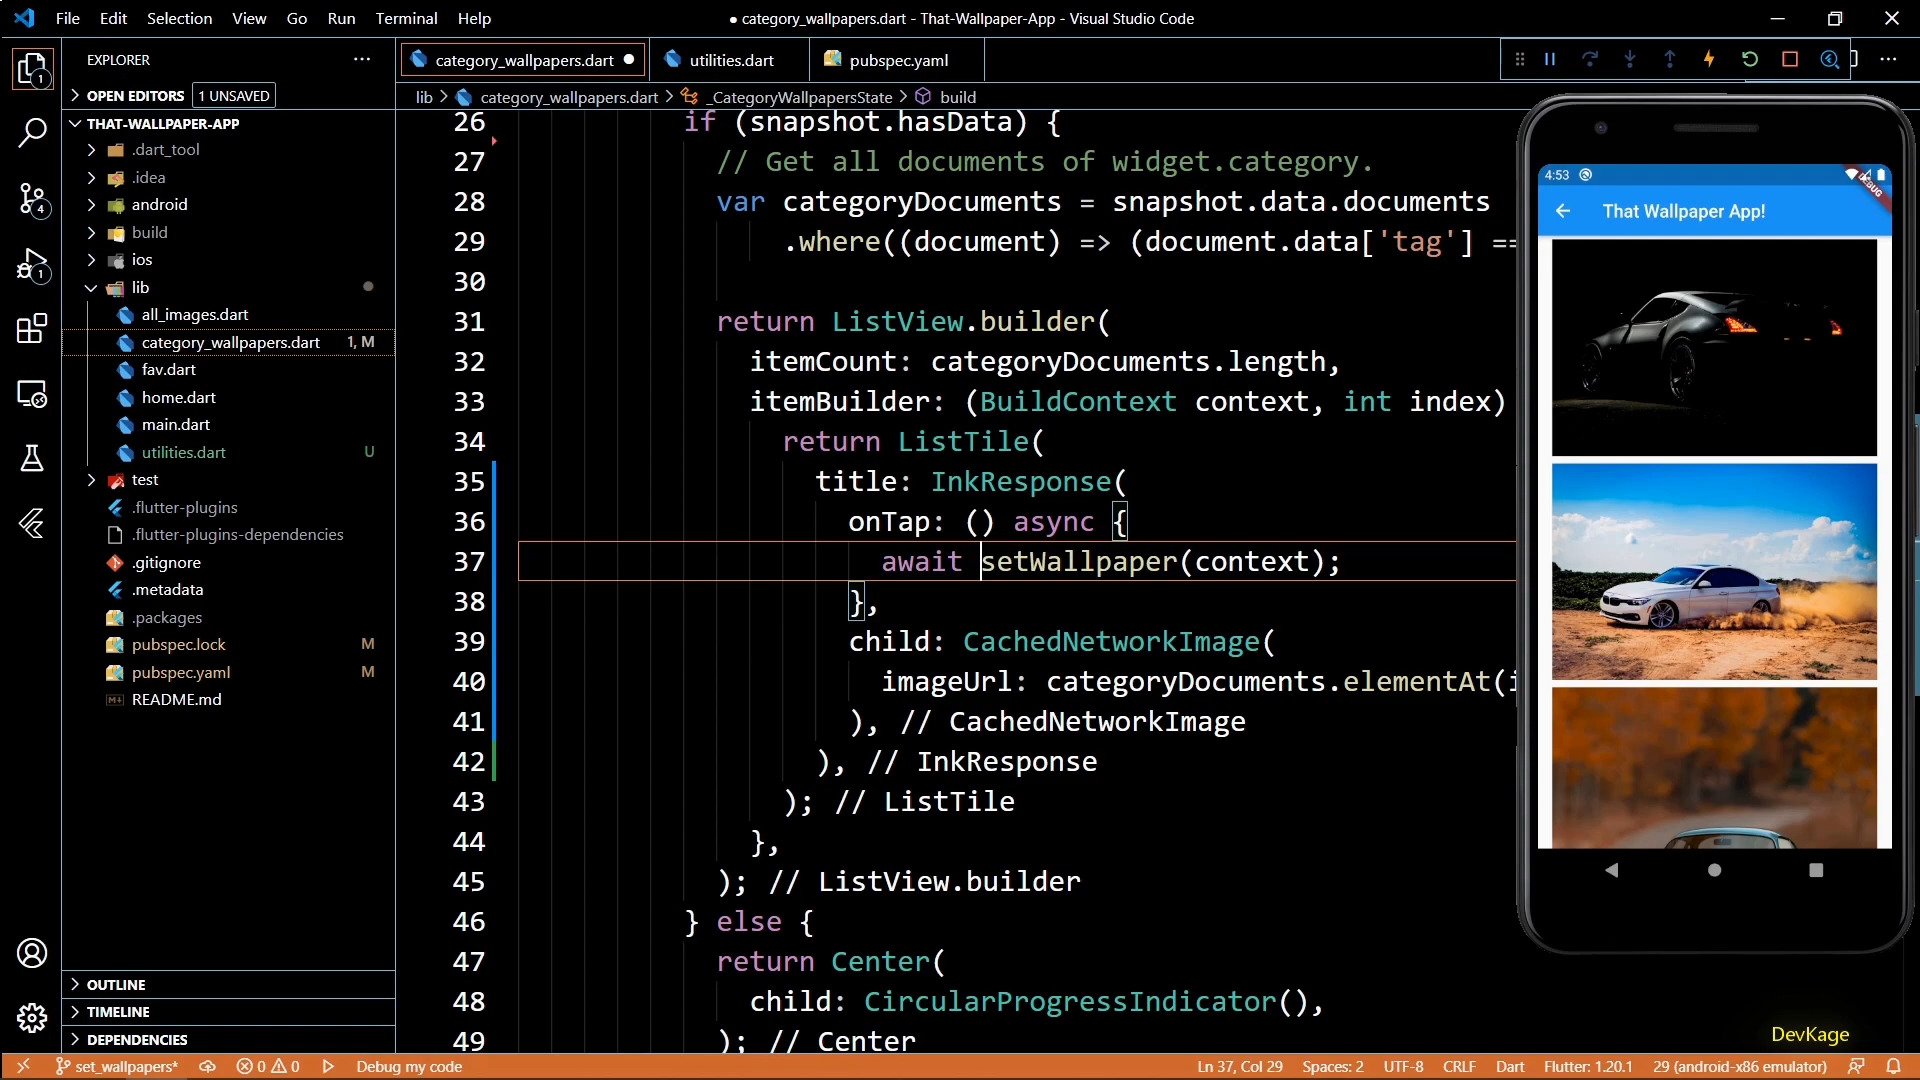 File Edit Selection View Go Run Terminal Help
● category_wallpapers.dart - That-Wallpaper-App - Visual Studio Code
EXPLORER
OPEN EDITORS 1 UNSAVED
THAT-WALLPAPER-APP
.dart_tool
.idea
android
build
ios
lib
all_images.dart
category_wallpapers.dart 1, M
fav.dart
home.dart
main.dart
utilities.dart U
test
.flutter-plugins
.flutter-plugins-dependencies
.gitignore
.metadata
.packages
pubspec.lock M
pubspec.yaml M
README.md
OUTLINE
TIMELINE
DEPENDENCIES
1
4
1
category_wallpapers.dart utilities.dart pubspec.yaml
lib > category_wallpapers.dart > _CategoryWallpapersState > build
26 if (snapshot.hasData) {
27 // Get all documents of widget.category.
28 var categoryDocuments = snapshot.data.documents
29 .where((document) => (document.data['tag'] ==
30
31 return ListView.builder(
32 itemCount: categoryDocuments.length,
33 itemBuilder: (BuildContext context, int index)
34 return ListTile(
35 title: InkResponse(
36 onTap: () async {
37 await setWallpaper(context);
38 },
39 child: CachedNetworkImage(
40 imageUrl: categoryDocuments.elementAt(i
41 ), // CachedNetworkImage
42 ), // InkResponse
43 ); // ListTile
44 },
45 ); // ListView.builder
46 } else {
47 return Center(
48 child: CircularProgressIndicator(),
49 ); // Center
4:53
DEBUG
That Wallpaper App!
DevKage
set_wallpapers* 0 0 Debug my code
Ln 37, Col 29 Spaces: 2 UTF-8 CRLF Dart Flutter: 1.20.1 29 (android-x86 emulator)